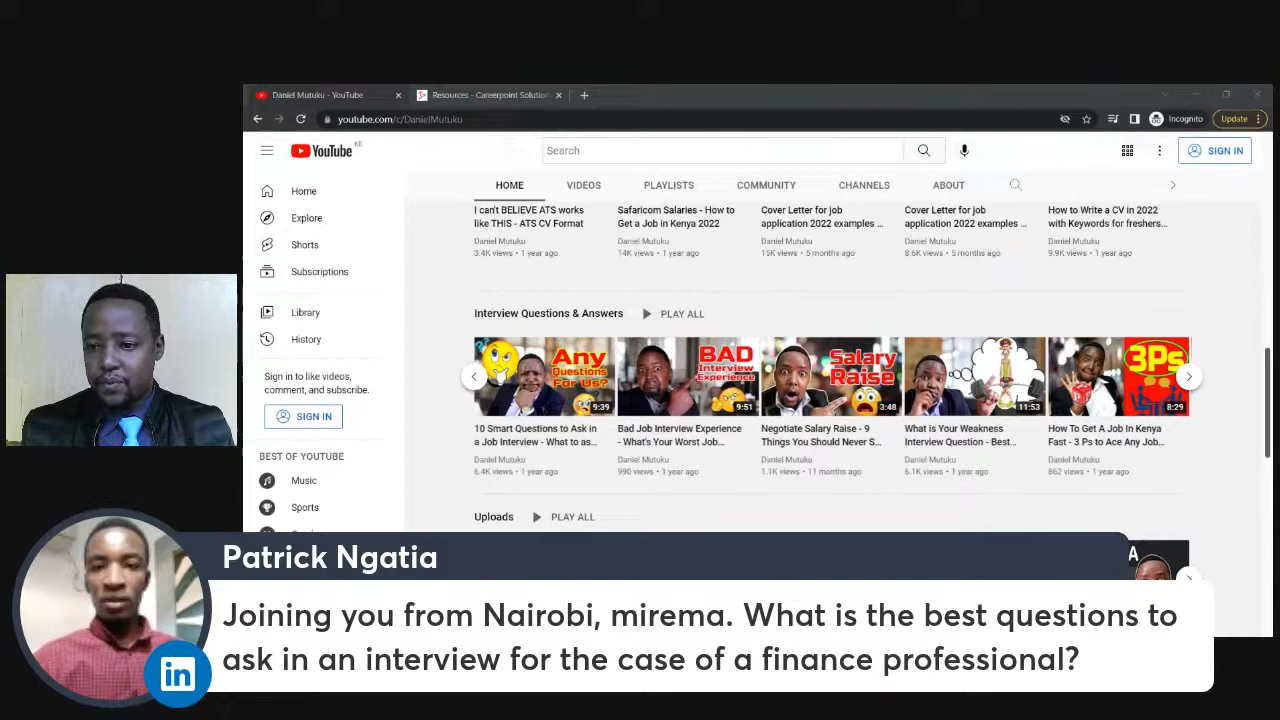 Daniel Mutuku - YouTube
Resources - Careerpoint Solution
youtube.com/c/DanielMutuku
Incognito
Update
YouTube KE
Search
SIGN IN
HOME
VIDEOS
PLAYLISTS
COMMUNITY
CHANNELS
ABOUT
Home
Explore
Shorts
Subscriptions
Library
History
Sign in to like videos,
comment, and subscribe.
SIGN IN
BEST OF YOUTUBE
Music
Sports
I can't BELIEVE ATS works
like THIS - ATS CV Format
Daniel Mutuku
3.4K views • 1 year ago
Safaricom Salaries - How to
Get a Job in Kenya 2022
Daniel Mutuku
14K views • 1 year ago
Cover Letter for job
application 2022 examples ...
Daniel Mutuku
15K views • 5 months ago
Cover Letter for job
application 2022 examples ...
Daniel Mutuku
8.6K views • 5 months ago
How to Write a CV in 2022
with Keywords for freshers...
Daniel Mutuku
9.9K views • 1 year ago
Interview Questions & Answers
PLAY ALL
Any
Questions
For Us?
9:39
10 Smart Questions to Ask
in a Job Interview - What to as...
Daniel Mutuku
6.4K views • 1 year ago
BAD
Interview
Experience
9:51
Bad Job Interview Experience
- What's Your Worst Job...
Daniel Mutuku
990 views • 1 year ago
Salary
Raise
3:48
Negotiate Salary Raise - 9
Things You Should Never S...
Daniel Mutuku
1.1K views • 11 months ago
11:53
What is Your Weakness
Interview Question - Best...
Daniel Mutuku
6.1K views • 1 year ago
3Ps
8:29
How To Get A Job In Kenya
Fast - 3 Ps to Ace Any Job...
Daniel Mutuku
862 views • 1 year ago
Uploads
PLAY ALL
Patrick Ngatia
Joining you from Nairobi, mirema. What is the best questions to
ask in an interview for the case of a finance professional?
in